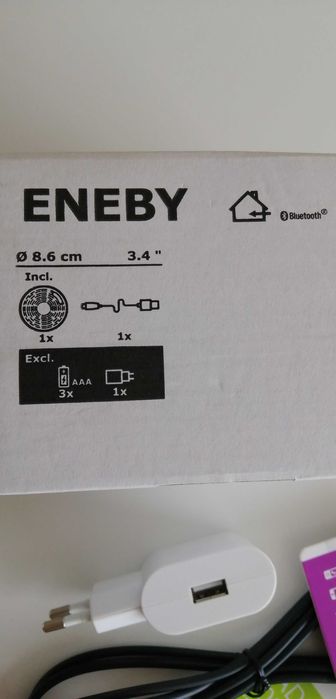 ENEBY
Bluetooth®
Ø 8.6 cm 3.4 "
Incl.
1x 1x
Excl.
AAA
3x 1x